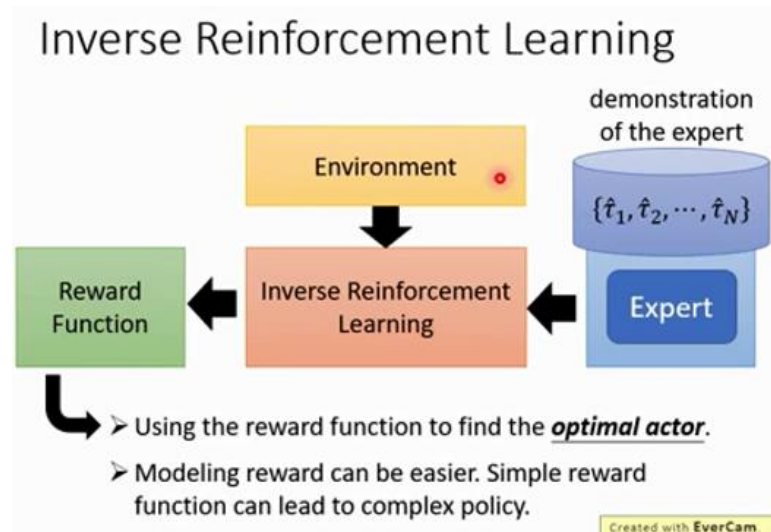 Inverse Reinforcement Learning
demonstration
of the expert
Environment
{τ̂₁, τ̂₂, ⋯, τ̂_N}
Reward
Function
Inverse Reinforcement
Learning
Expert
➢ Using the reward function to find the optimal actor.
➢ Modeling reward can be easier. Simple reward
function can lead to complex policy.
Created with EverCam.